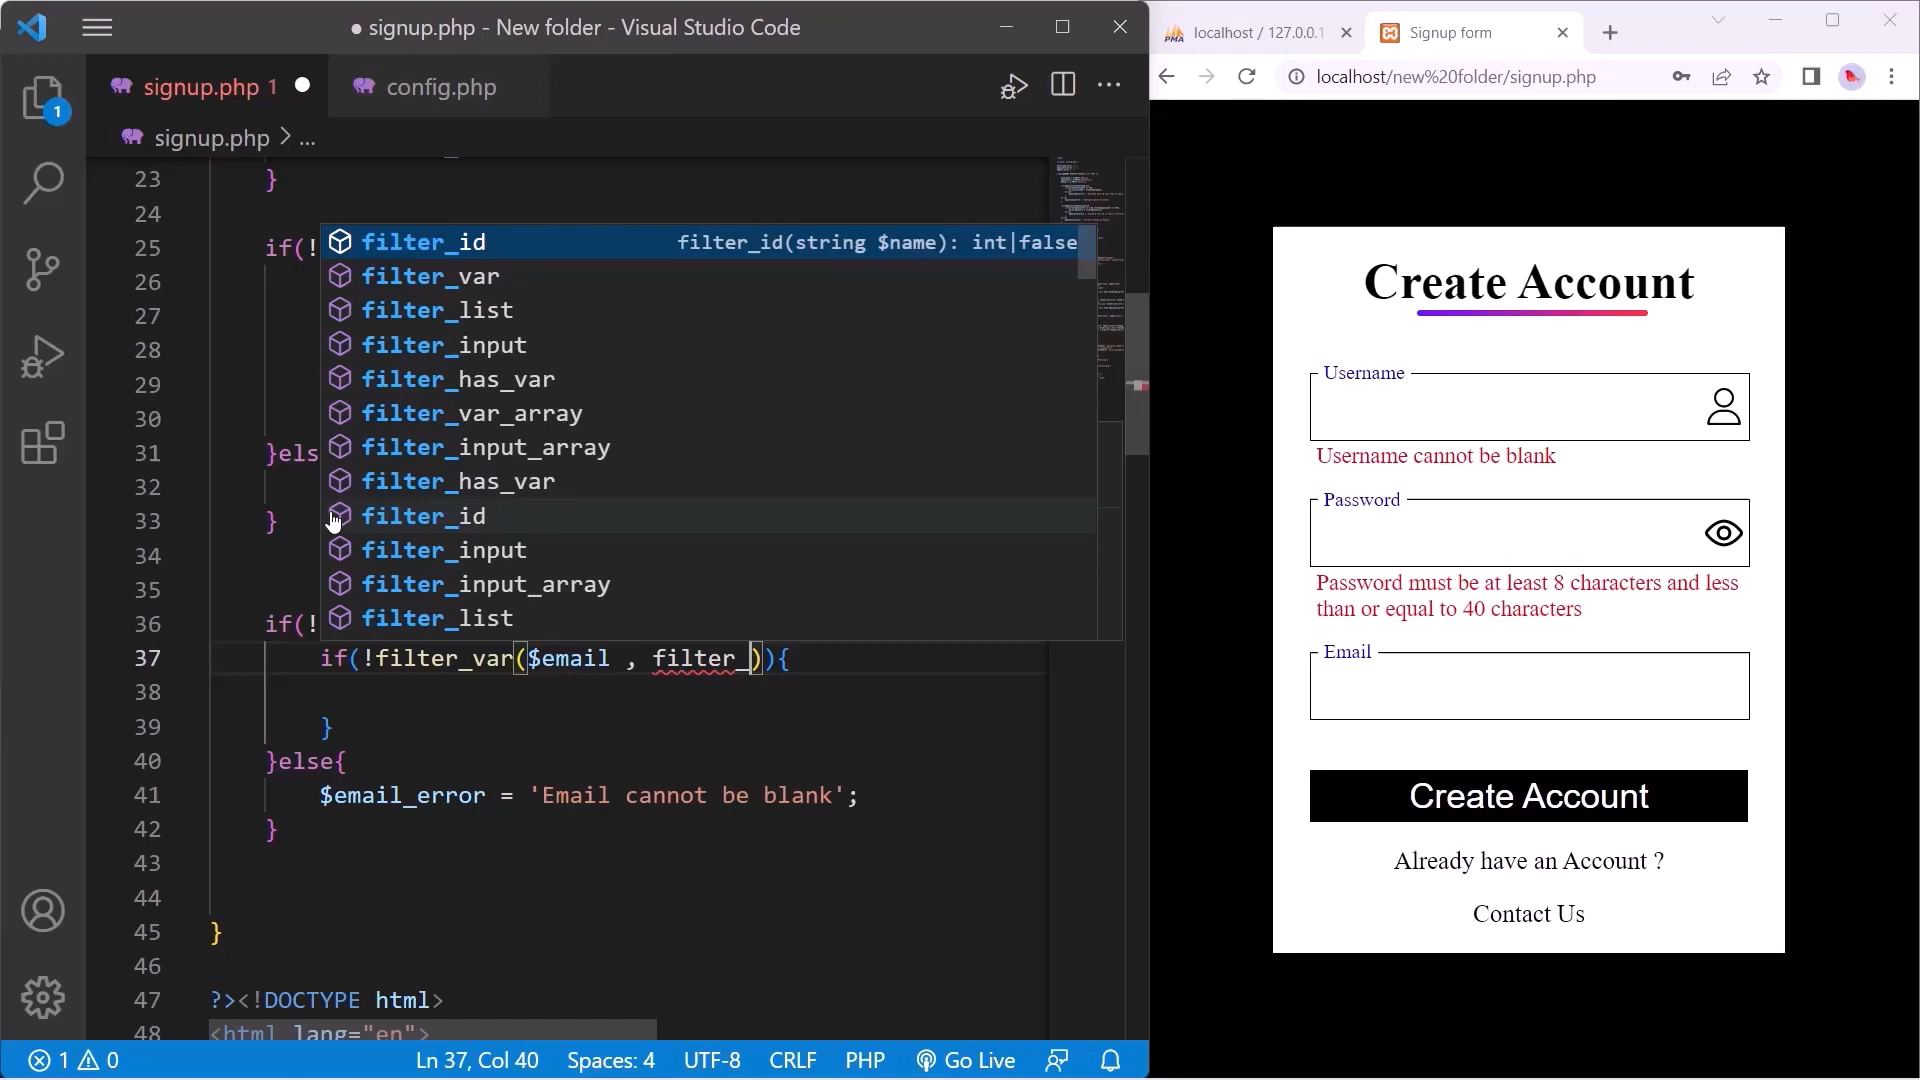 signup.php - New folder - Visual Studio Code
signup.php 1
config.php
1
signup.php > ...
23 }
24
25 if(!
26
27
28
29
30
31 }els
32
33 }
34
35
36 if(!
37 if(!filter_var($email , filter_)){
38
39 }
40 }else{
41 $email_error = 'Email cannot be blank';
42 }
43
44
45 }
46
47 ?><!DOCTYPE html>
48 <html lang="en">
filter_id filter_id(string $name): int|false
filter_var
filter_list
filter_input
filter_has_var
filter_var_array
filter_input_array
filter_has_var
filter_id
filter_input
filter_input_array
filter_list
1 0 Ln 37, Col 40 Spaces: 4 UTF-8 CRLF PHP Go Live
PMA localhost / 127.0.0.1
Signup form
localhost/new%20folder/signup.php
Create Account
Username
Username cannot be blank
Password
Password must be at least 8 characters and less
than or equal to 40 characters
Email
Create Account
Already have an Account ?
Contact Us